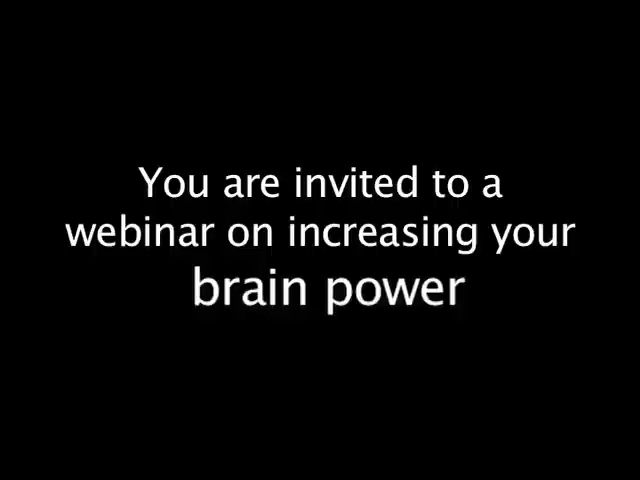 You are invited to a
webinar on increasing your
brain power